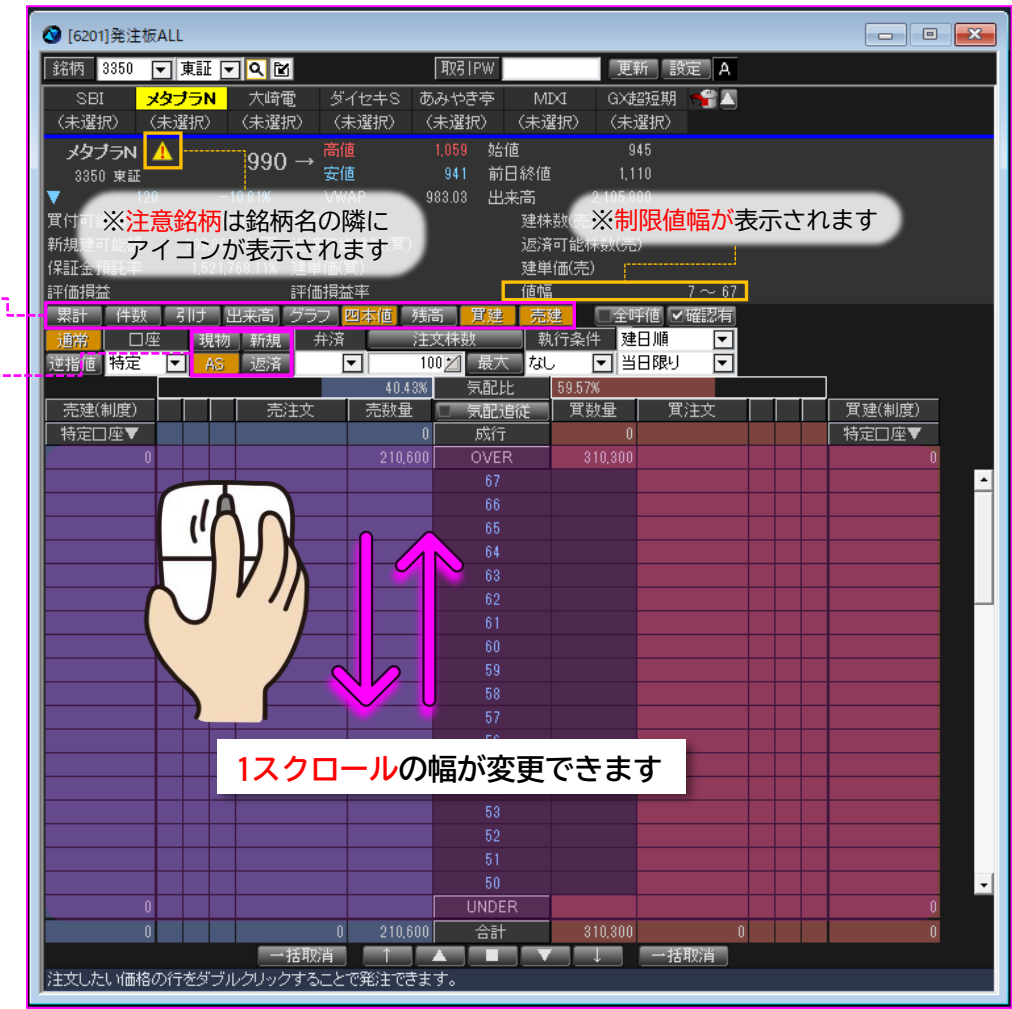 [6201]発注板ALL
銘柄 3350 東証 取引PW 更新 設定 A
SBI メタプラN 大崎電 ダイセキS あみやき亭 MIXI GX超短期
(未選択) (未選択) (未選択) (未選択) (未選択) (未選択) (未選択)
メタプラN 990 → 高値 1,059 始値 945
3350 東証 安値 941 前日終値 1,110
▼ 120 -10.81% VWAP 983.03 出来高 2,105,800
※注意銘柄は銘柄名の隣に
アイコンが表示されます
※制限値幅が表示されます
買付可能 建株数(売)
新規建可能 返済可能株数(売)
保証金預託率 1,521,768.11% 建単価(買) 建単価(売)
評価損益 評価損益率 値幅 7 ~ 67
累計 件数 引け 出来高 グラフ 四本値 残高 買建 売建 全呼値 確認有
通常 口座 現物 新規 弁済 注文株数 執行条件 建日順
逆指値 特定 AS 返済 100 最大 なし 当日限り
40.43% 気配比 59.57%
売建(制度) 売注文 売数量 気配追従 買数量 買注文 買建(制度)
特定口座▼ 0 成行 0 特定口座▼
0 210,600 OVER 310,300 0
67
66
65
64
63
62
61
60
59
58
57
1スクロールの幅が変更できます
53
52
51
50
0 UNDER 0
0 0 210,600 合計 310,300 0 0
一括取消 ↑ ▲ ■ ▼ ↓ 一括取消
注文したい価格の行をダブルクリックすることで発注できます。